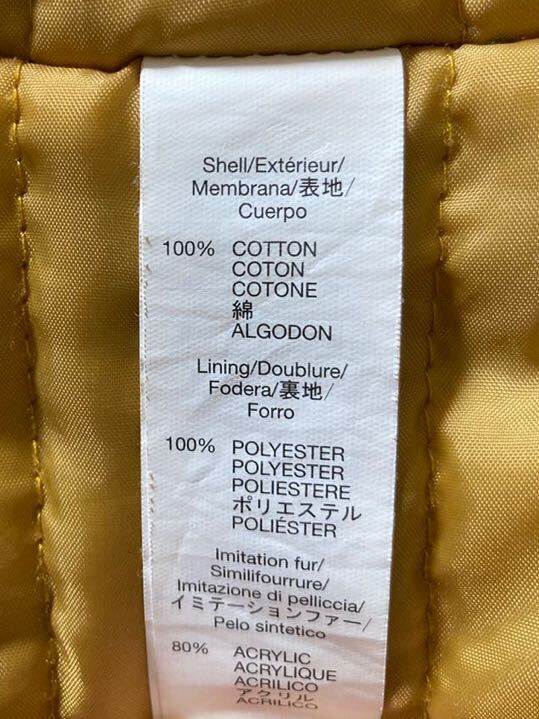 Shell/Extérieur/
Membrana/表地/
Cuerpo
100% COTTON
COTON
COTONE
綿
ALGODON
Lining/Doublure/
Fodera/裏地/
Forro
100% POLYESTER
POLYESTER
POLIESTERE
ポリエステル
POLIÉSTER
Imitation fur/
Similifourrure/
Imitazione di pelliccia/
イミテーションファー/
Pelo sintetico
80% ACRYLIC
ACRYLIQUE
ACRILICO
アクリル
ACRILICO